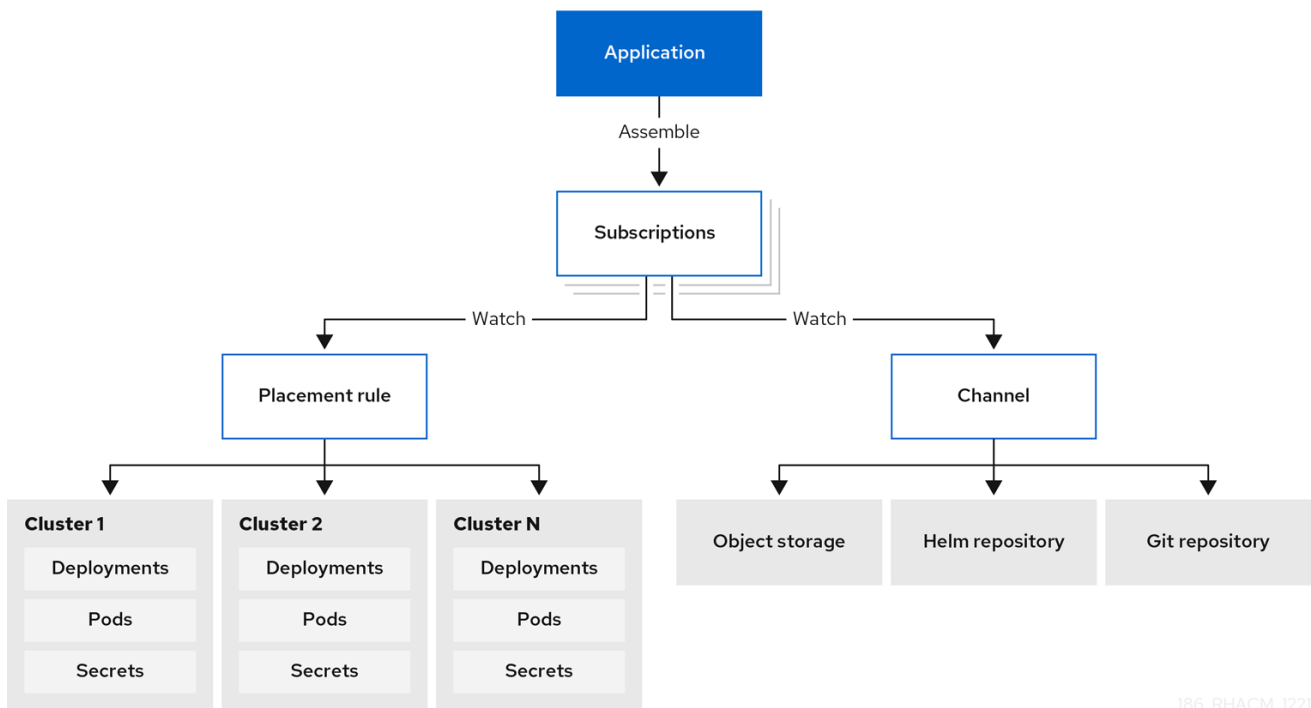 Application
Assemble
Subscriptions
Watch
Watch
Placement rule
Channel
Cluster 1
Deployments
Pods
Secrets
Cluster 2
Deployments
Pods
Secrets
Cluster N
Deployments
Pods
Secrets
Object storage
Helm repository
Git repository
186_RHACM_1221